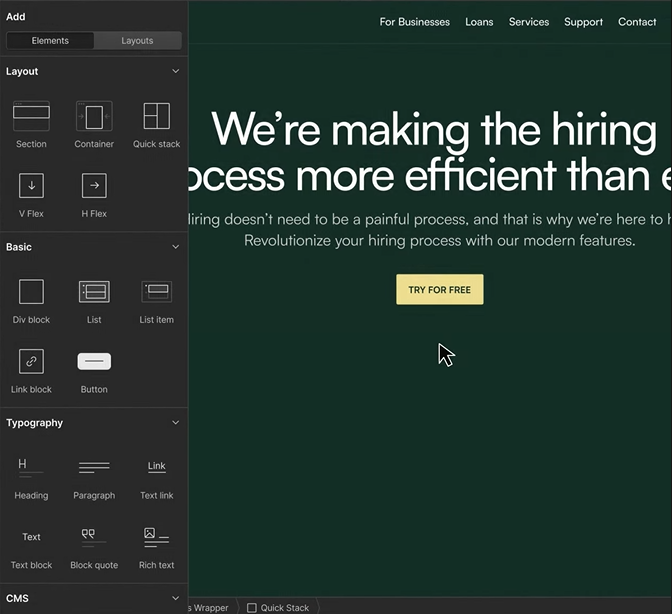 Add
Elements Layouts
Layout
Section Container Quick stack
V Flex H Flex
Basic
Div block List List item
Link block Button
Typography
H Link
Heading Paragraph Text link
Text
Text block Block quote Rich text
CMS
For Businesses Loans Services Support Contact
We're making the hiring
ocess more efficient than e
iring doesn't need to be a painful process, and that is why we're here to h
Revolutionize your hiring process with our modern features.
TRY FOR FREE
s Wrapper Quick Stack